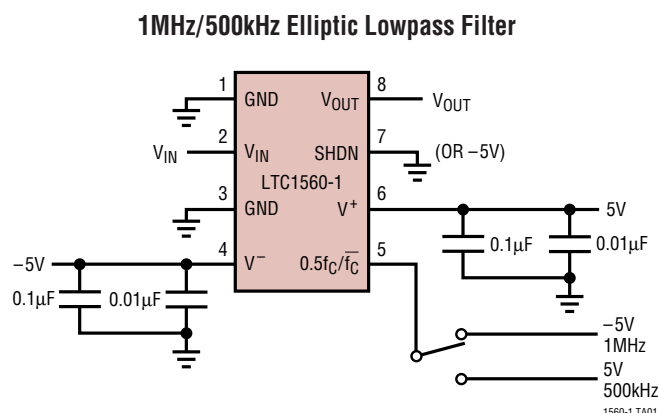 1MHz/500kHz Elliptic Lowpass Filter
1 GND
VOUT 8 VOUT
2 VIN VIN
SHDN 7 (OR –5V)
LTC1560-1
3 GND
V+ 6 5V
0.1μF 0.01μF
4 V– –5V
0.5fC/f̅C̅ 5
0.1μF 0.01μF
–5V
1MHz
5V
500kHz
1560-1 TA01